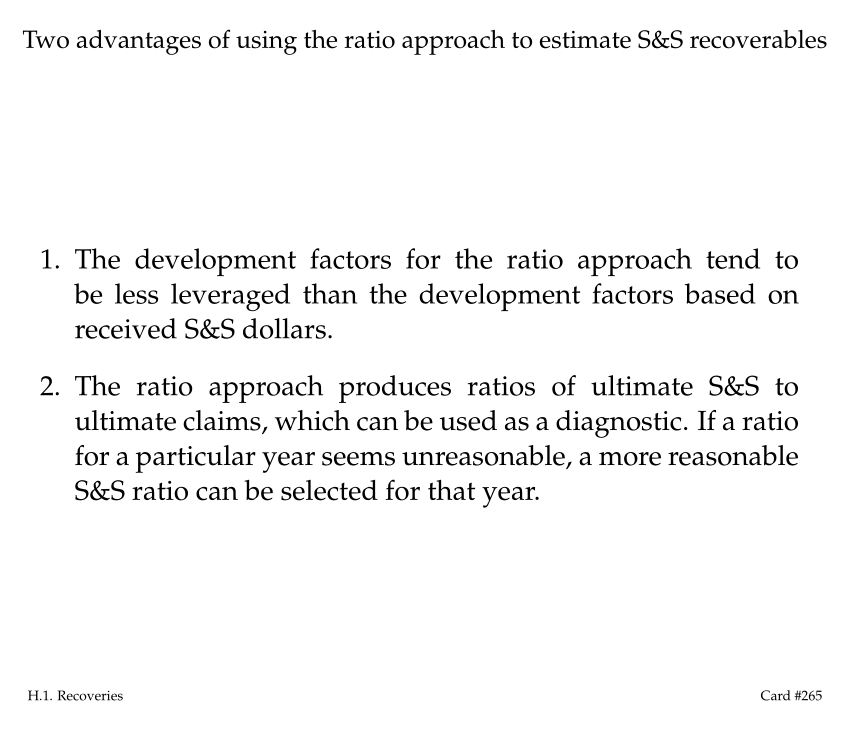 Two advantages of using the ratio approach to estimate S&S recoverables
1. The development factors for the ratio approach tend to
be less leveraged than the development factors based on
received S&S dollars.
2. The ratio approach produces ratios of ultimate S&S to
ultimate claims, which can be used as a diagnostic. If a ratio
for a particular year seems unreasonable, a more reasonable
S&S ratio can be selected for that year.
H.1. Recoveries
Card #265